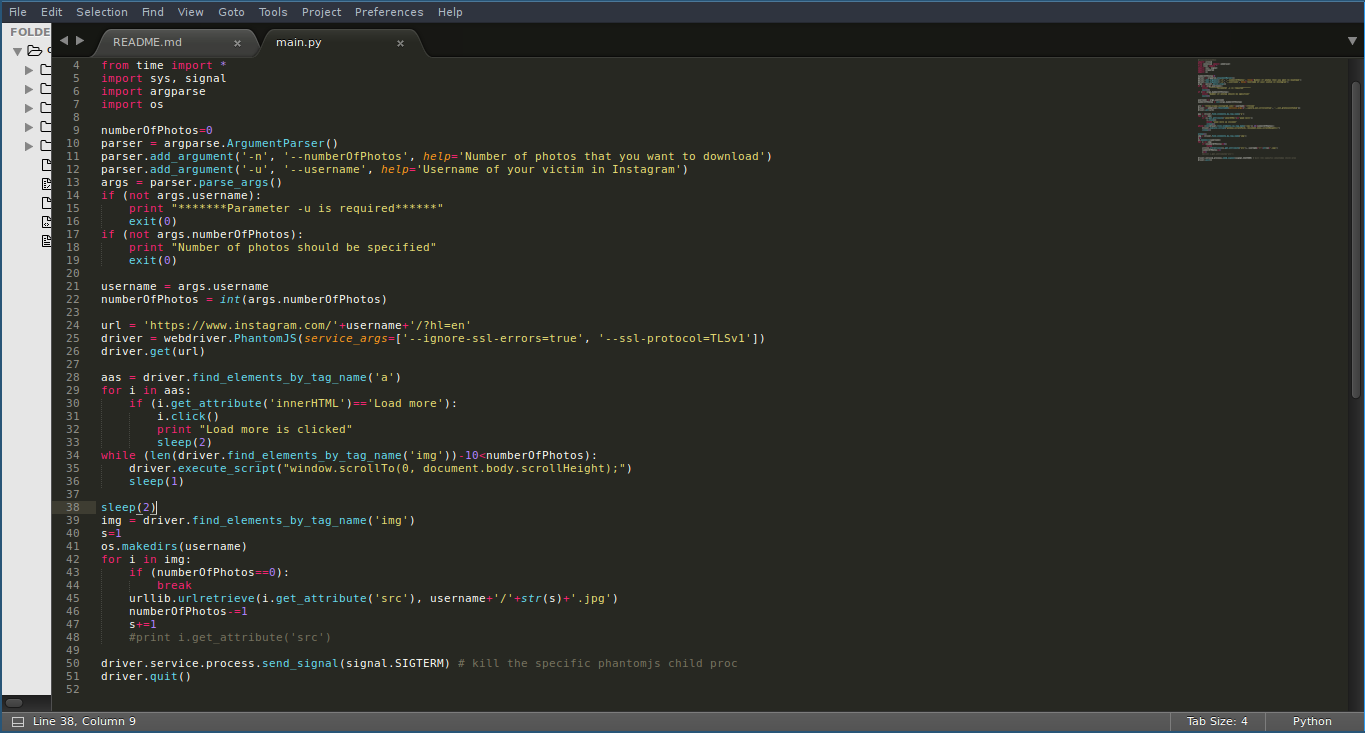 File Edit Selection Find View Goto Tools Project Preferences Help
FOLDE
README.md × main.py ×
4 from time import *
5 import sys, signal
6 import argparse
7 import os
8
9 numberOfPhotos=0
10 parser = argparse.ArgumentParser()
11 parser.add_argument('-n', '--numberOfPhotos', help='Number of photos that you want to download')
12 parser.add_argument('-u', '--username', help='Username of your victim in Instagram')
13 args = parser.parse_args()
14 if (not args.username):
15     print "*******Parameter -u is required******"
16     exit(0)
17 if (not args.numberOfPhotos):
18     print "Number of photos should be specified"
19     exit(0)
20
21 username = args.username
22 numberOfPhotos = int(args.numberOfPhotos)
23
24 url = 'https://www.instagram.com/'+username+'/?hl=en'
25 driver = webdriver.PhantomJS(service_args=['--ignore-ssl-errors=true', '--ssl-protocol=TLSv1'])
26 driver.get(url)
27
28 aas = driver.find_elements_by_tag_name('a')
29 for i in aas:
30     if (i.get_attribute('innerHTML')=='Load more'):
31         i.click()
32         print "Load more is clicked"
33         sleep(2)
34 while (len(driver.find_elements_by_tag_name('img'))-10<numberOfPhotos):
35     driver.execute_script("window.scrollTo(0, document.body.scrollHeight);")
36     sleep(1)
37
38 sleep(2)
39 img = driver.find_elements_by_tag_name('img')
40 s=1
41 os.makedirs(username)
42 for i in img:
43     if (numberOfPhotos==0):
44         break
45     urllib.urlretrieve(i.get_attribute('src'), username+'/'+str(s)+'.jpg')
46     numberOfPhotos-=1
47     s+=1
48     #print i.get_attribute('src')
49
50 driver.service.process.send_signal(signal.SIGTERM) # kill the specific phantomjs child proc
51 driver.quit()
52
Line 38, Column 9 Tab Size: 4 Python